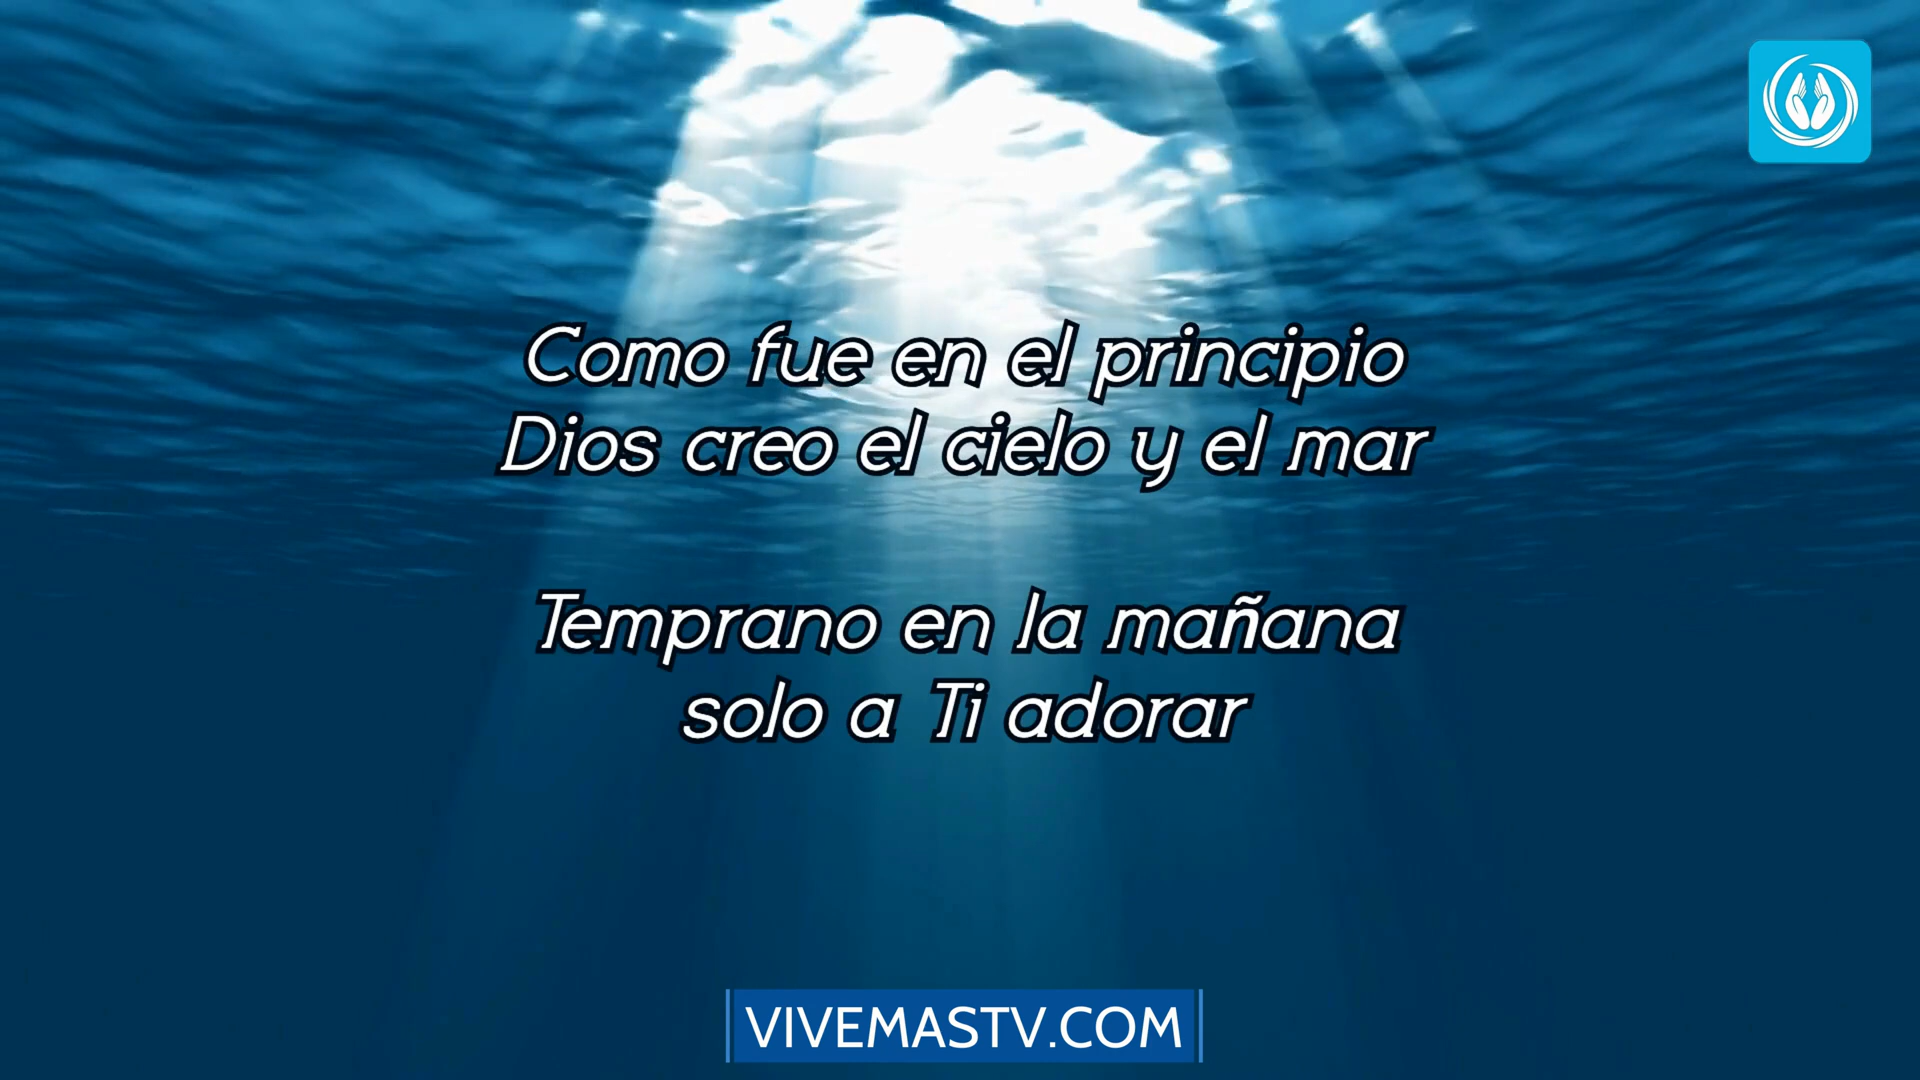 Como fue en el principio
Dios creo el cielo y el mar
Temprano en la mañana
solo a Ti adorar
VIVEMASTV.COM